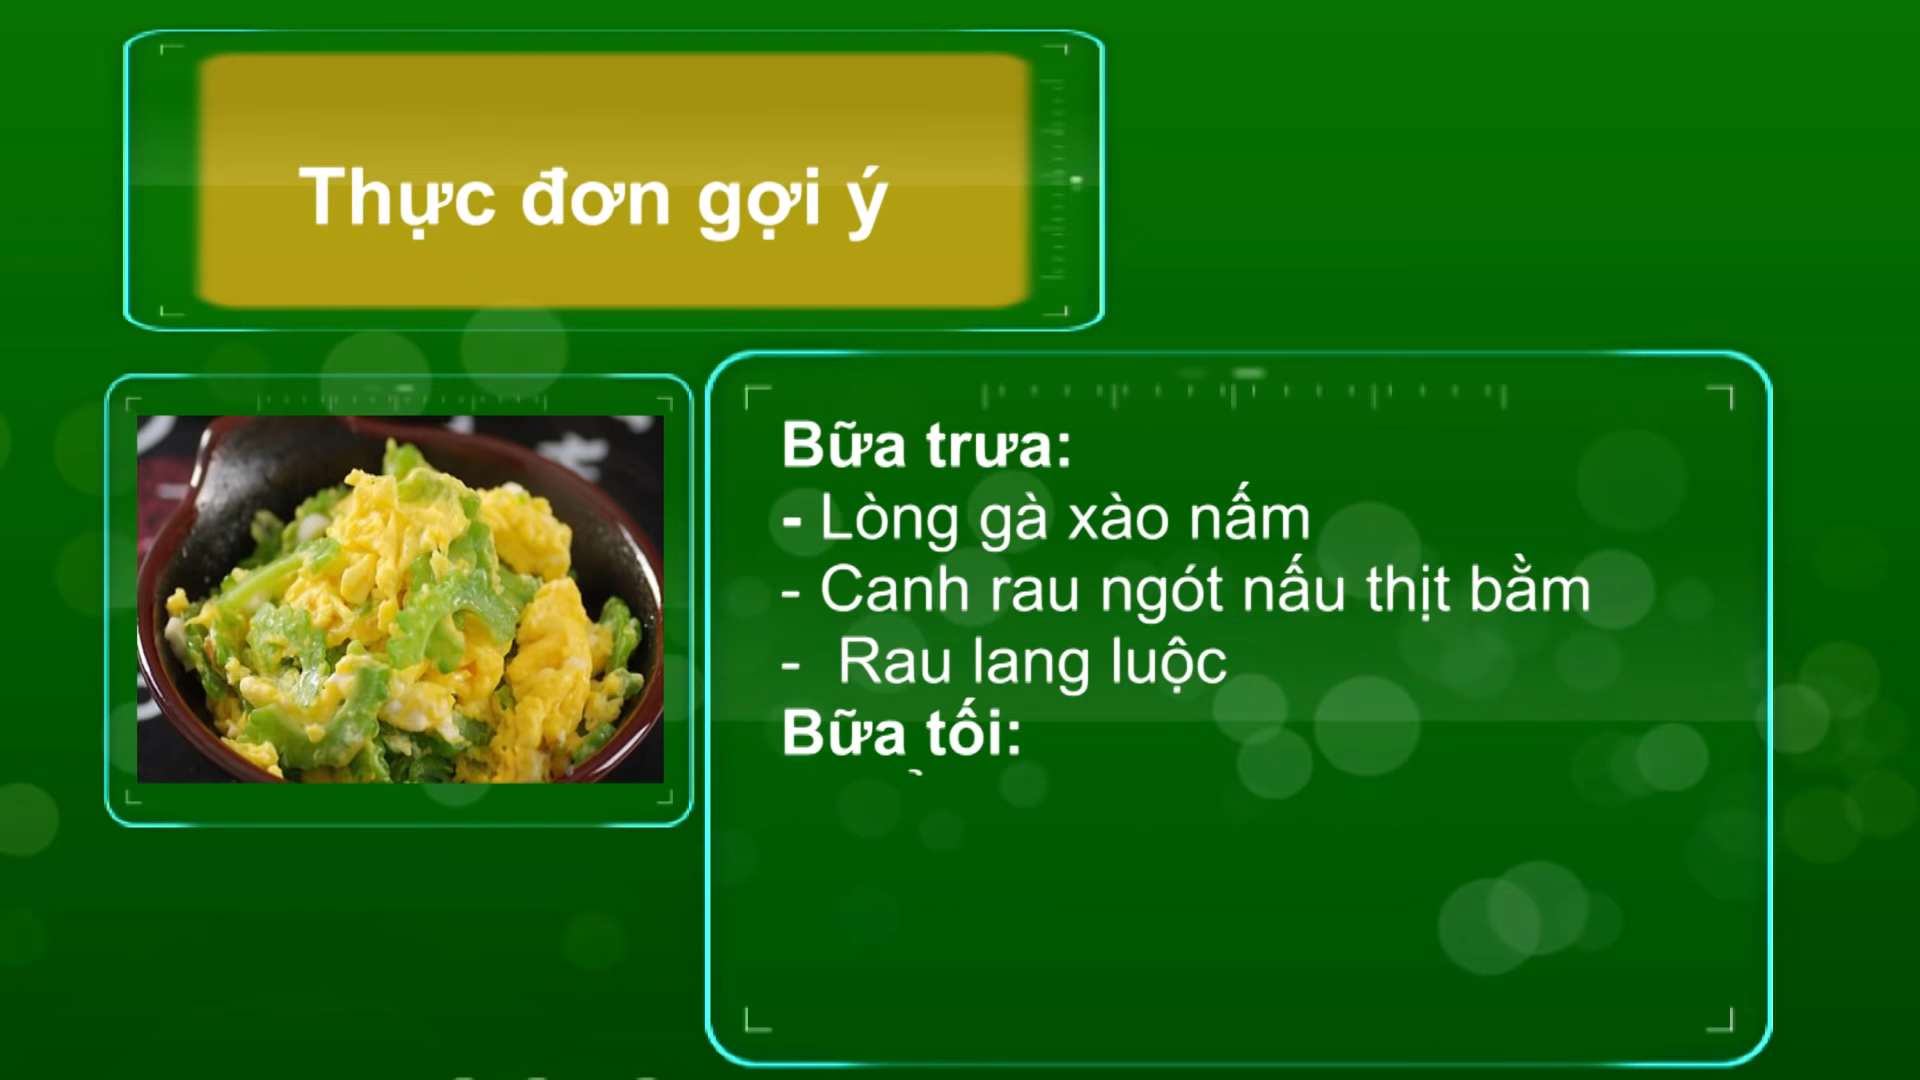 Thực đơn gợi ý
Bữa trưa:
- Lòng gà xào nấm
- Canh rau ngót nấu thịt bằm
- Rau lang luộc
Bữa tối: